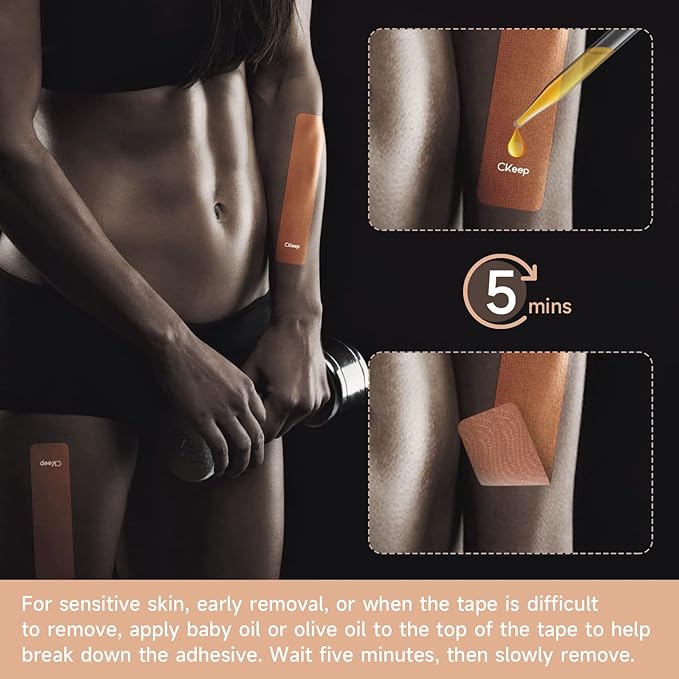 CKeep
CKeep
5
mins
CKeep
For sensitive skin, early removal, or when the tape is difficult
to remove, apply baby oil or olive oil to the top of the tape to help
break down the adhesive. Wait five minutes, then slowly remove.